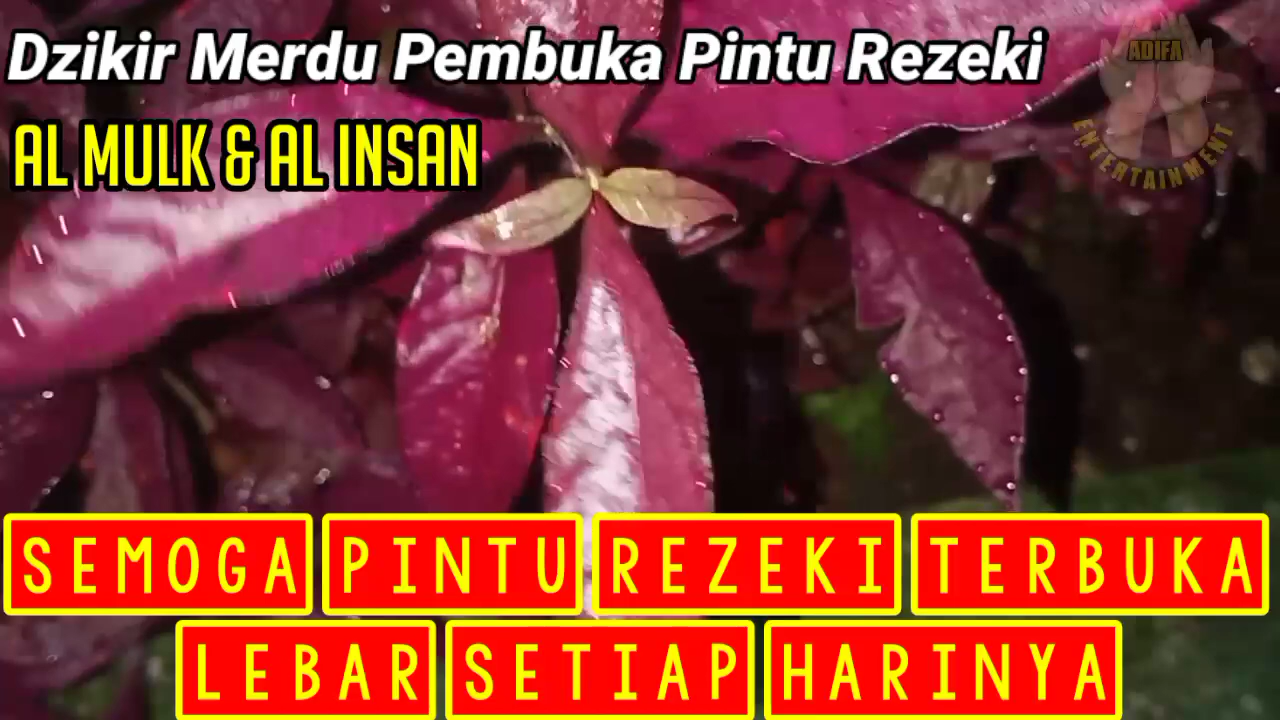 Dzikir Merdu Pembuka Pintu Rezeki
AL MULK & AL INSAN
ADIFA
ENTERTAINMENT
SEMOGA PINTU REZEKI TERBUKA
LEBAR SETIAP HARINYA